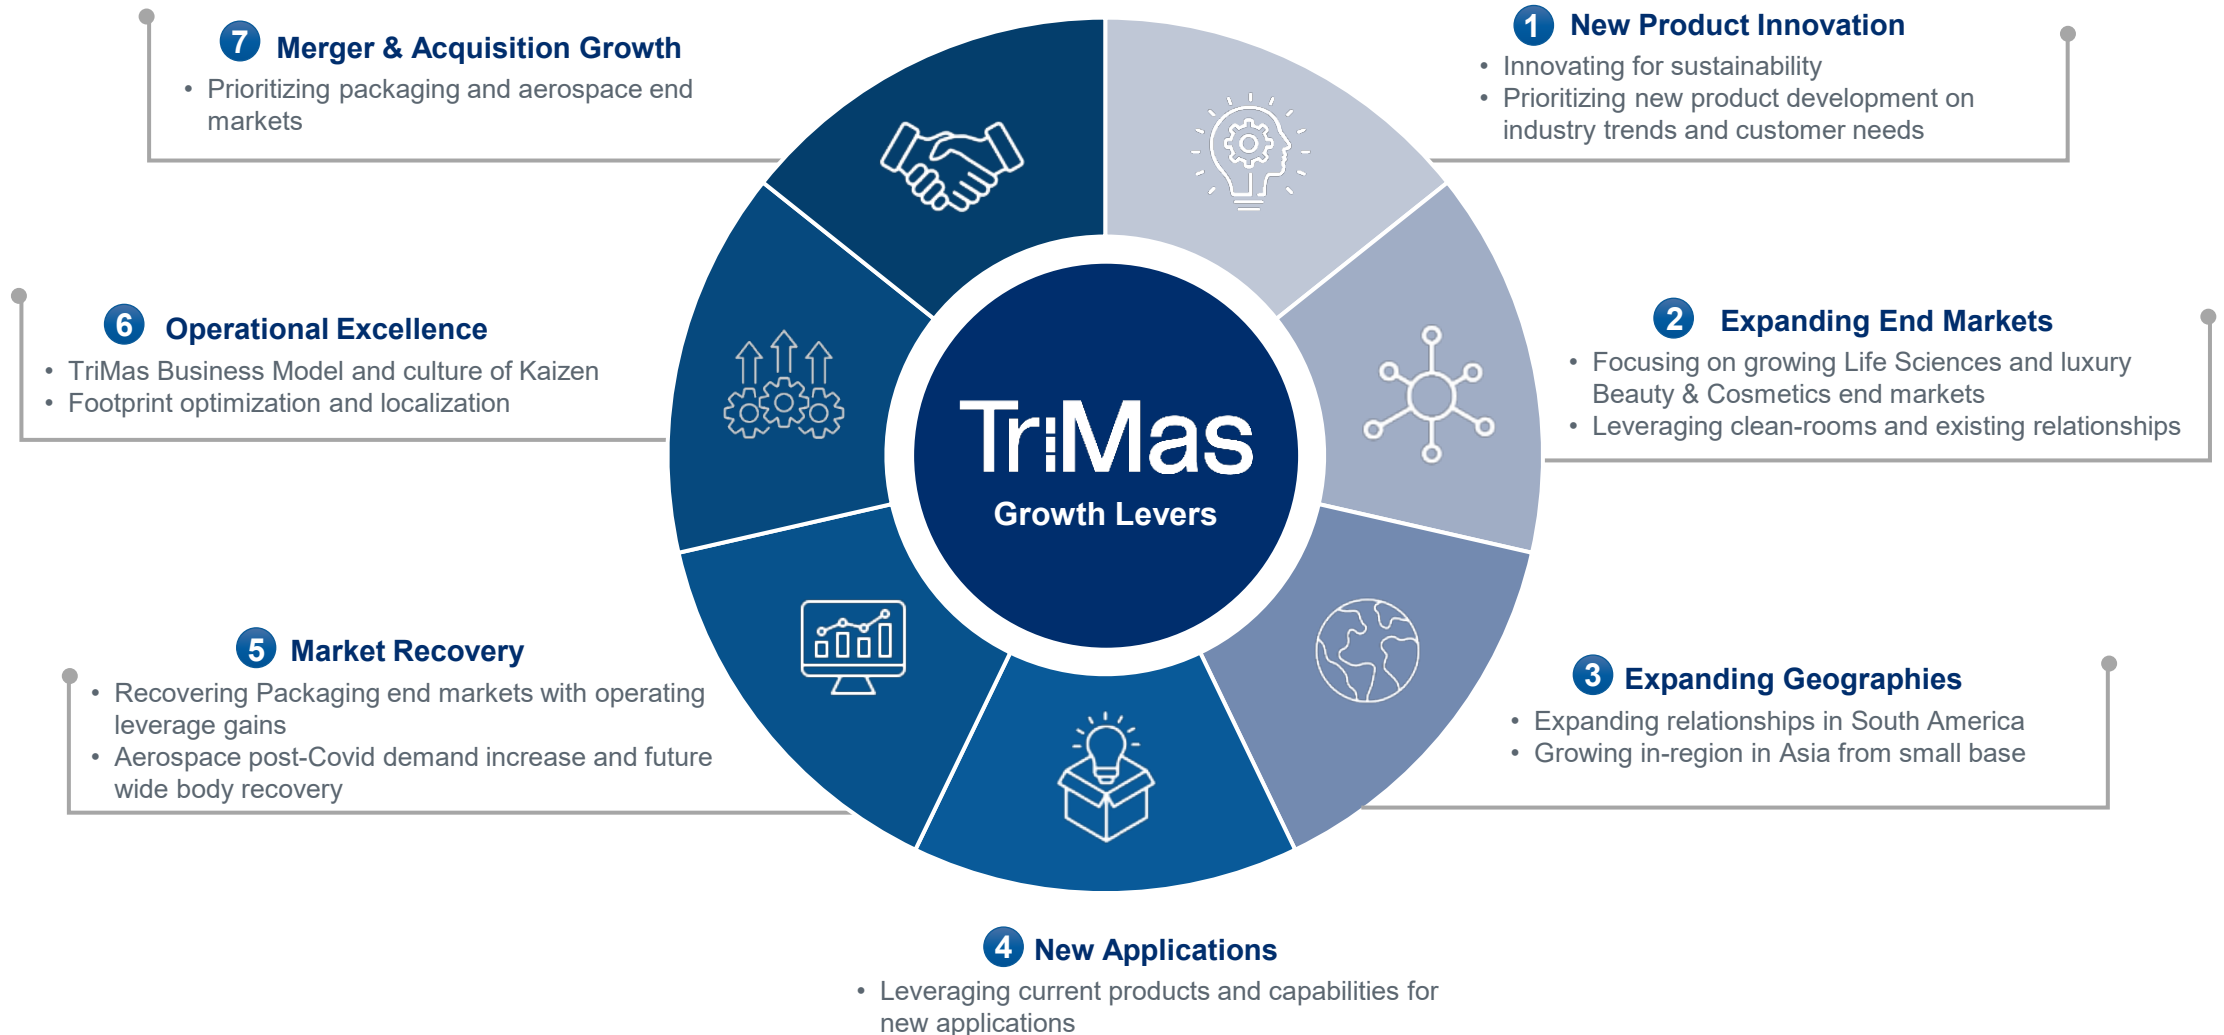 1 New Product Innovation
• Innovating for sustainability
• Prioritizing new product development on
industry trends and customer needs
2 Expanding End Markets
• Focusing on growing Life Sciences and luxury
Beauty & Cosmetics end markets
• Leveraging clean-rooms and existing relationships
3 Expanding Geographies
• Expanding relationships in South America
• Growing in-region in Asia from small base
4 New Applications
• Leveraging current products and capabilities for
new applications
5 Market Recovery
• Recovering Packaging end markets with operating
leverage gains
• Aerospace post-Covid demand increase and future
wide body recovery
6 Operational Excellence
• TriMas Business Model and culture of Kaizen
• Footprint optimization and localization
7 Merger & Acquisition Growth
• Prioritizing packaging and aerospace end
markets
TriMas
Growth Levers